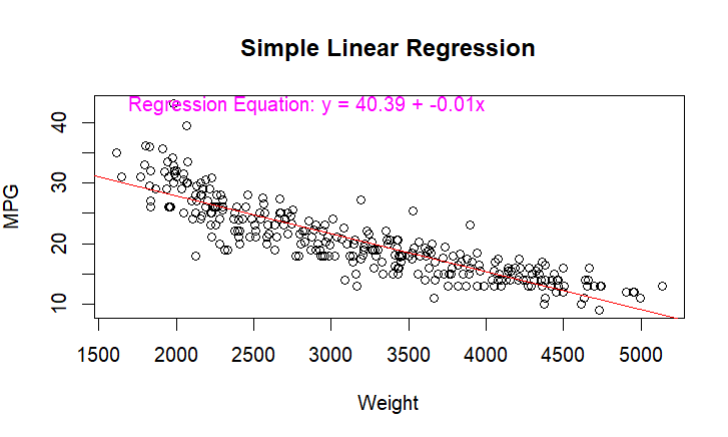 Simple Linear Regression
Regression Equation: y = 40.39 + -0.01x
MPG
40
30
20
10
1500 2000 2500 3000 3500 4000 4500 5000
Weight